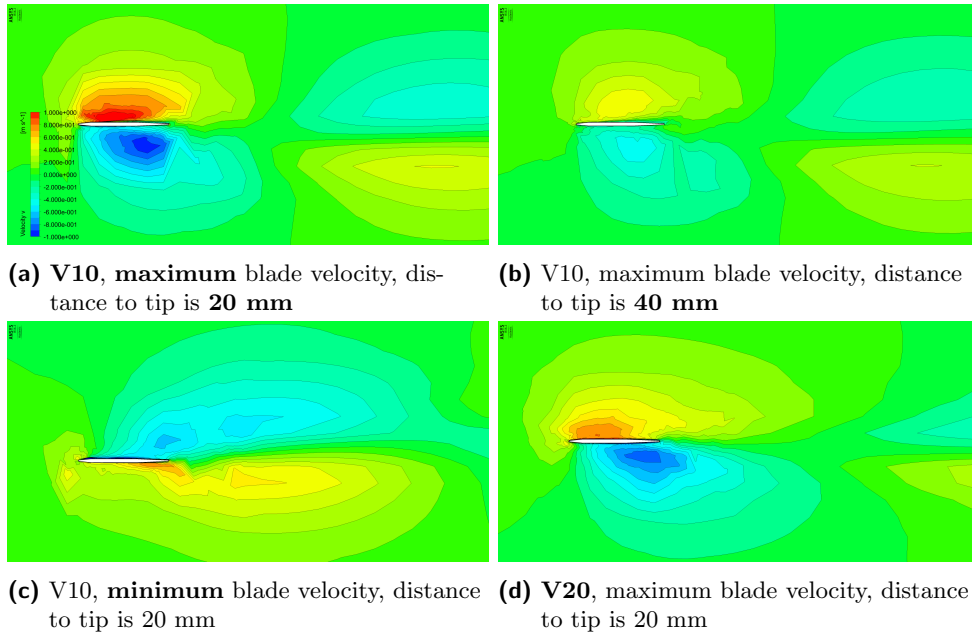 ANSYS
[m s^-1]
1.000e+000
8.000e-001
6.000e-001
4.000e-001
2.000e-001
0.000e+000
-2.000e-001
-4.000e-001
-6.000e-001
-8.000e-001
-1.000e+000
Velocity v
ANSYS
(a) V10, maximum blade velocity, dis-
tance to tip is 20 mm
(b) V10, maximum blade velocity, distance
to tip is 40 mm
ANSYS
ANSYS
(c) V10, minimum blade velocity, distance
to tip is 20 mm
(d) V20, maximum blade velocity, distance
to tip is 20 mm